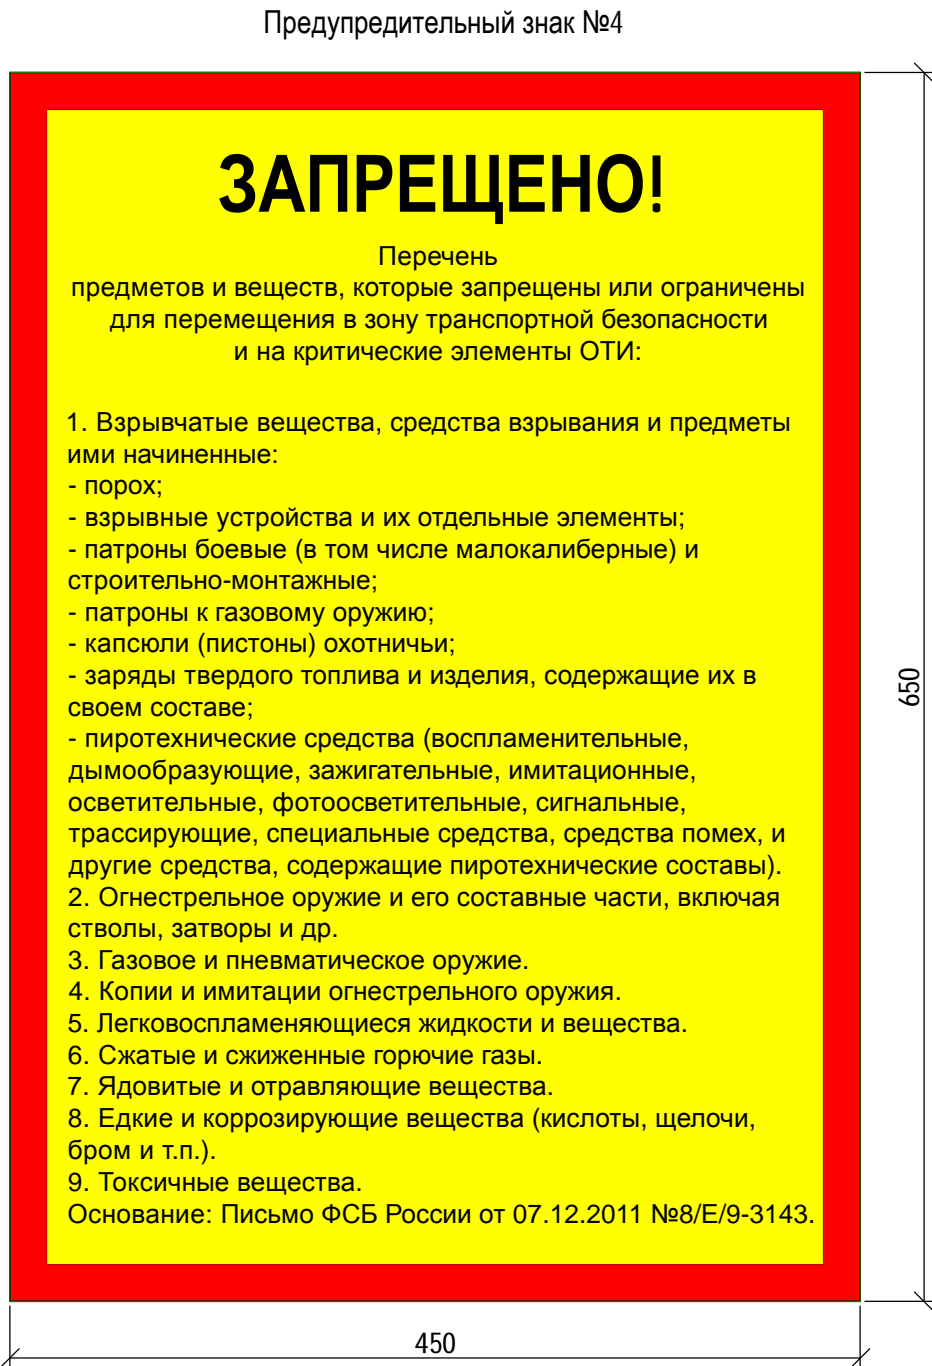 Предупредительный знак №4
ЗАПРЕЩЕНО!
Перечень
предметов и веществ, которые запрещены или ограничены
для перемещения в зону транспортной безопасности
и на критические элементы ОТИ:
1. Взрывчатые вещества, средства взрывания и предметы
ими начиненные:
- порох;
- взрывные устройства и их отдельные элементы;
- патроны боевые (в том числе малокалиберные) и
строительно-монтажные;
- патроны к газовому оружию;
- капсюли (пистоны) охотничьи;
- заряды твердого топлива и изделия, содержащие их в
своем составе;
- пиротехнические средства (воспламенительные,
дымообразующие, зажигательные, имитационные,
осветительные, фотоосветительные, сигнальные,
трассирующие, специальные средства, средства помех, и
другие средства, содержащие пиротехнические составы).
2. Огнестрельное оружие и его составные части, включая
стволы, затворы и др.
3. Газовое и пневматическое оружие.
4. Копии и имитации огнестрельного оружия.
5. Легковоспламеняющиеся жидкости и вещества.
6. Сжатые и сжиженные горючие газы.
7. Ядовитые и отравляющие вещества.
8. Едкие и коррозирующие вещества (кислоты, щелочи,
бром и т.п.).
9. Токсичные вещества.
Основание: Письмо ФСБ России от 07.12.2011 №8/Е/9-3143.
650
450